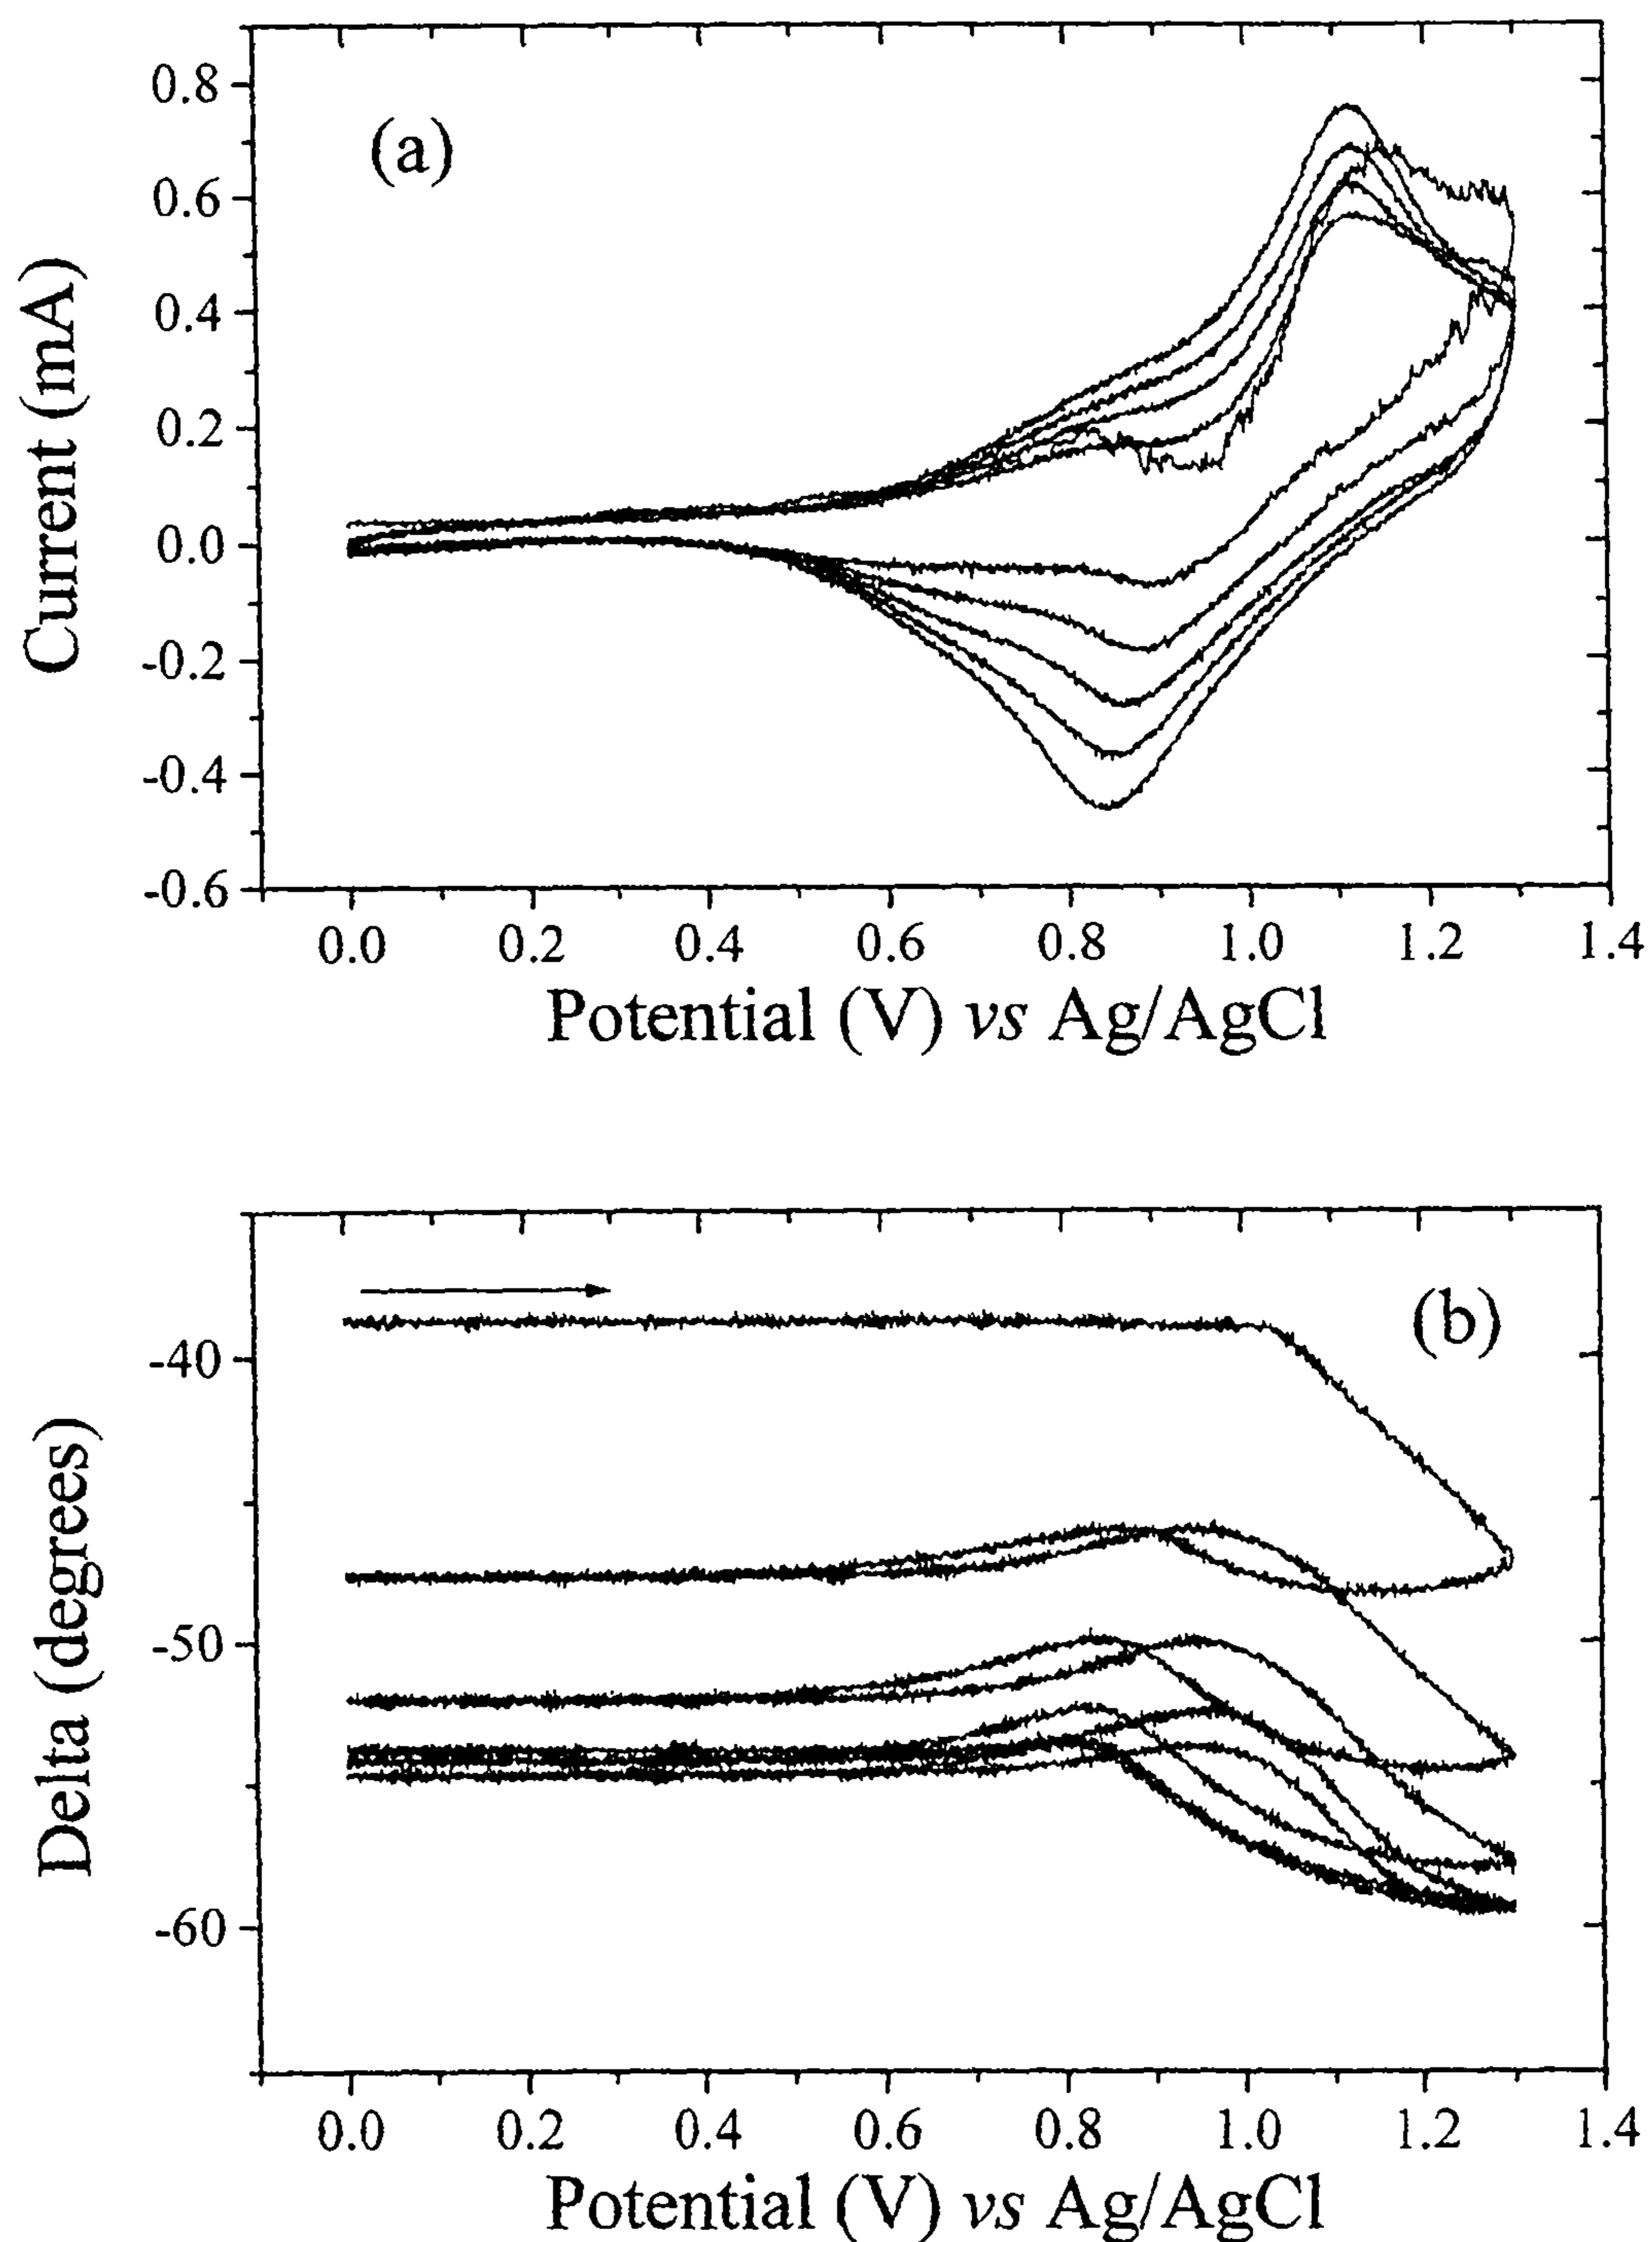 (a)
0.8
0.6
0.4
0.2
0.0
-0.2
-0.4
-0.6
Current (mA)
0.0 0.2 0.4 0.6 0.8 1.0 1.2 1.4
Potential (V) vs Ag/AgCl
(b)
-40
-50
-60
Delta (degrees)
0.0 0.2 0.4 0.6 0.8 1.0 1.2 1.4
Potential (V) vs Ag/AgCl